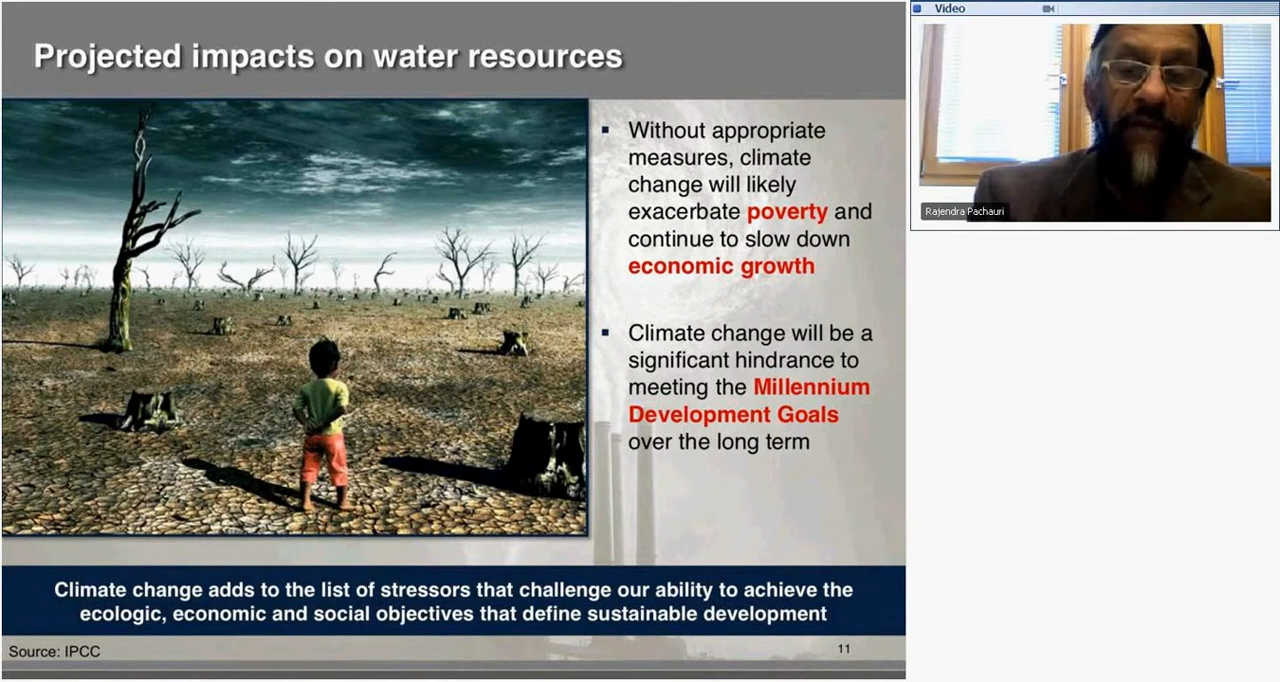 Projected impacts on water resources
Without appropriate
measures, climate
change will likely
exacerbate poverty and
continue to slow down
economic growth
Climate change will be a
significant hindrance to
meeting the Millennium
Development Goals
over the long term
Climate change adds to the list of stressors that challenge our ability to achieve the
ecologic, economic and social objectives that define sustainable development
Source: IPCC
11
Video
Rajendra Pachauri